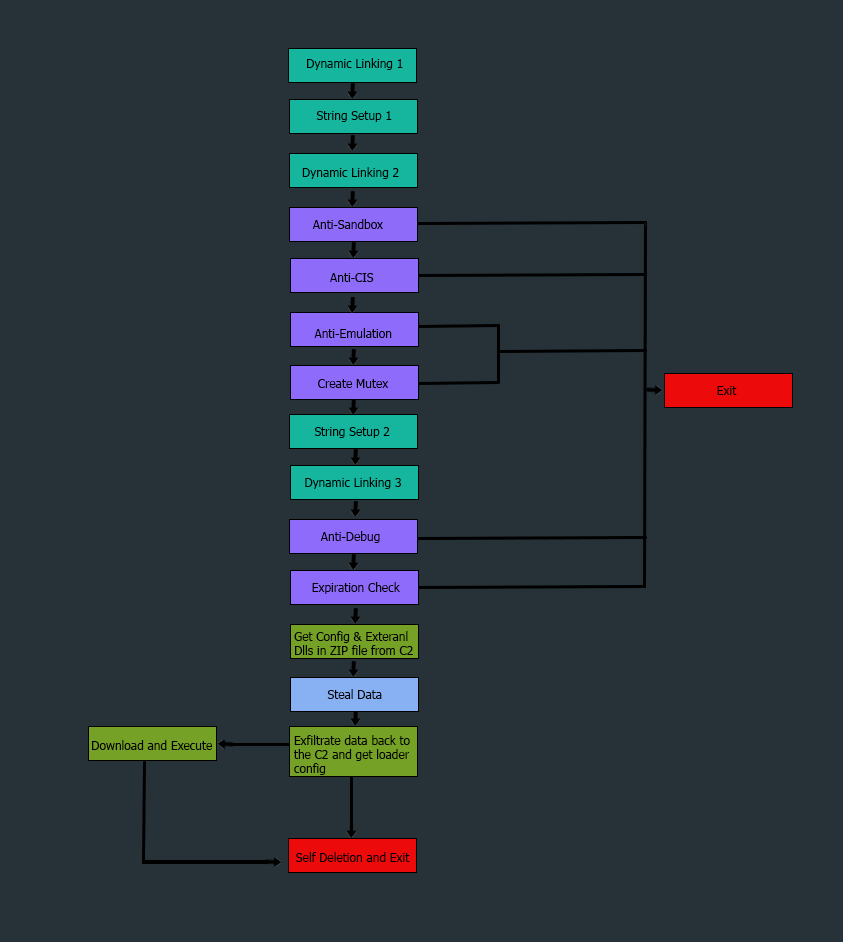 Dynamic Linking 1
String Setup 1
Dynamic Linking 2
Anti-Sandbox
Anti-CIS
Anti-Emulation
Create Mutex
Exit
String Setup 2
Dynamic Linking 3
Anti-Debug
Expiration Check
Get Config & Exteranl
Dlls in ZIP file from C2
Steal Data
Download and Execute
Exfiltrate data back to
the C2 and get loader
config
Self Deletion and Exit